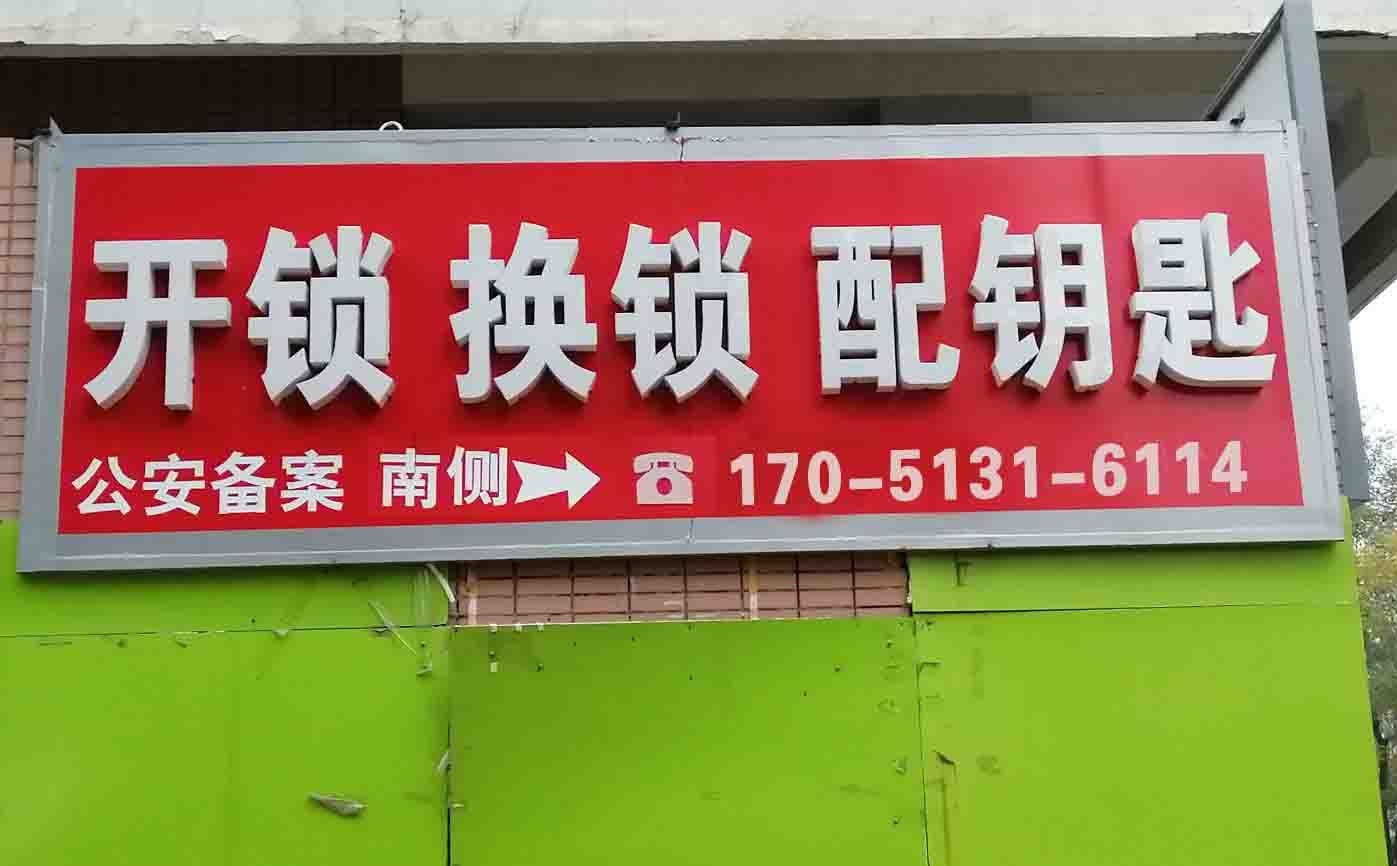 开锁 换锁 配钥匙
公安备案 南侧 → ☎ 170-5131-6114